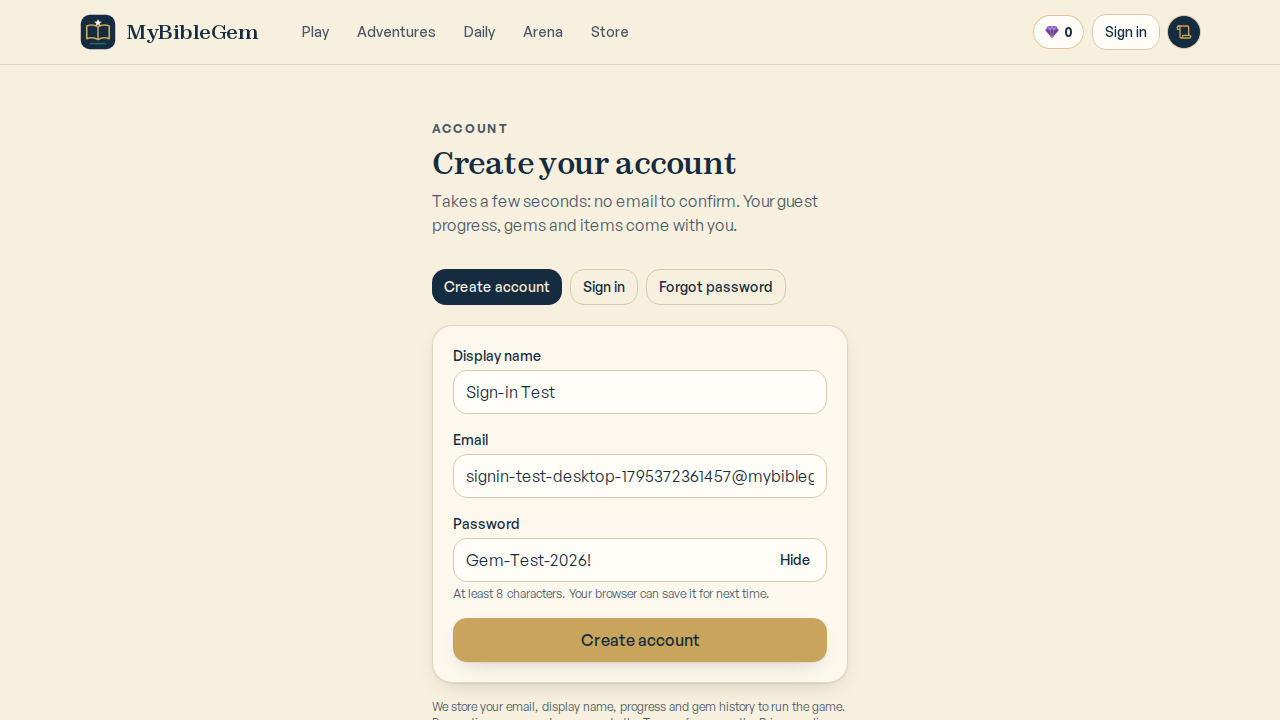 MyBibleGem
Play
Adventures
Daily
Arena
Store
0
Sign in
ACCOUNT
Create your account
Takes a few seconds: no email to confirm. Your guest
progress, gems and items come with you.
Create account
Sign in
Forgot password
Display name
Sign-in Test
Email
signin-test-desktop-1795372361457@mybibleg
Password
Gem-Test-2026!
Hide
At least 8 characters. Your browser can save it for next time.
Create account
We store your email, display name, progress and gem history to run the game.